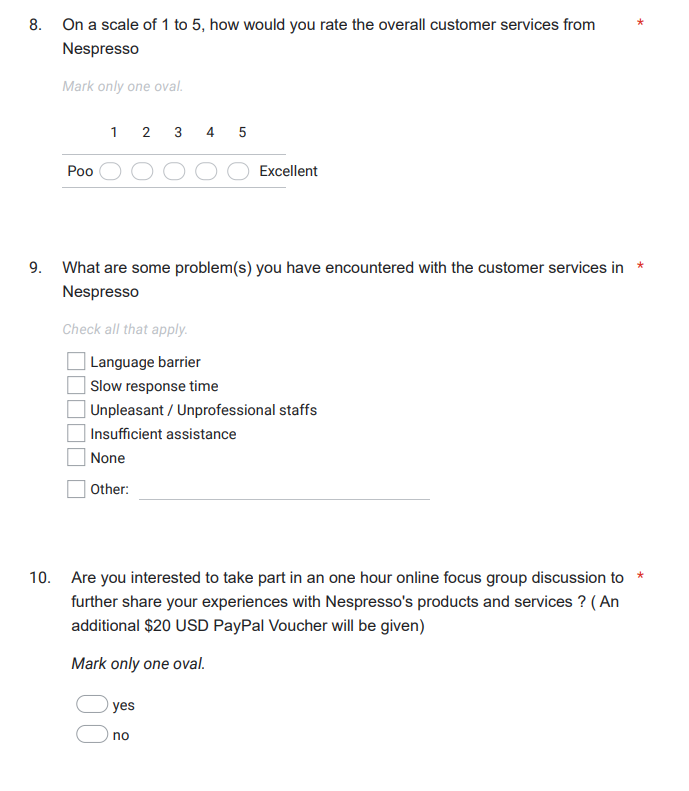 8. On a scale of 1 to 5, how would you rate the overall customer services from *
Nespresso
Mark only one oval.
1 2 3 4 5
Poo Excellent
9. What are some problem(s) you have encountered with the customer services in *
Nespresso
Check all that apply.
Language barrier
Slow response time
Unpleasant / Unprofessional staffs
Insufficient assistance
None
Other:
10. Are you interested to take part in an one hour online focus group discussion to *
further share your experiences with Nespresso's products and services ? ( An
additional $20 USD PayPal Voucher will be given)
Mark only one oval.
yes
no